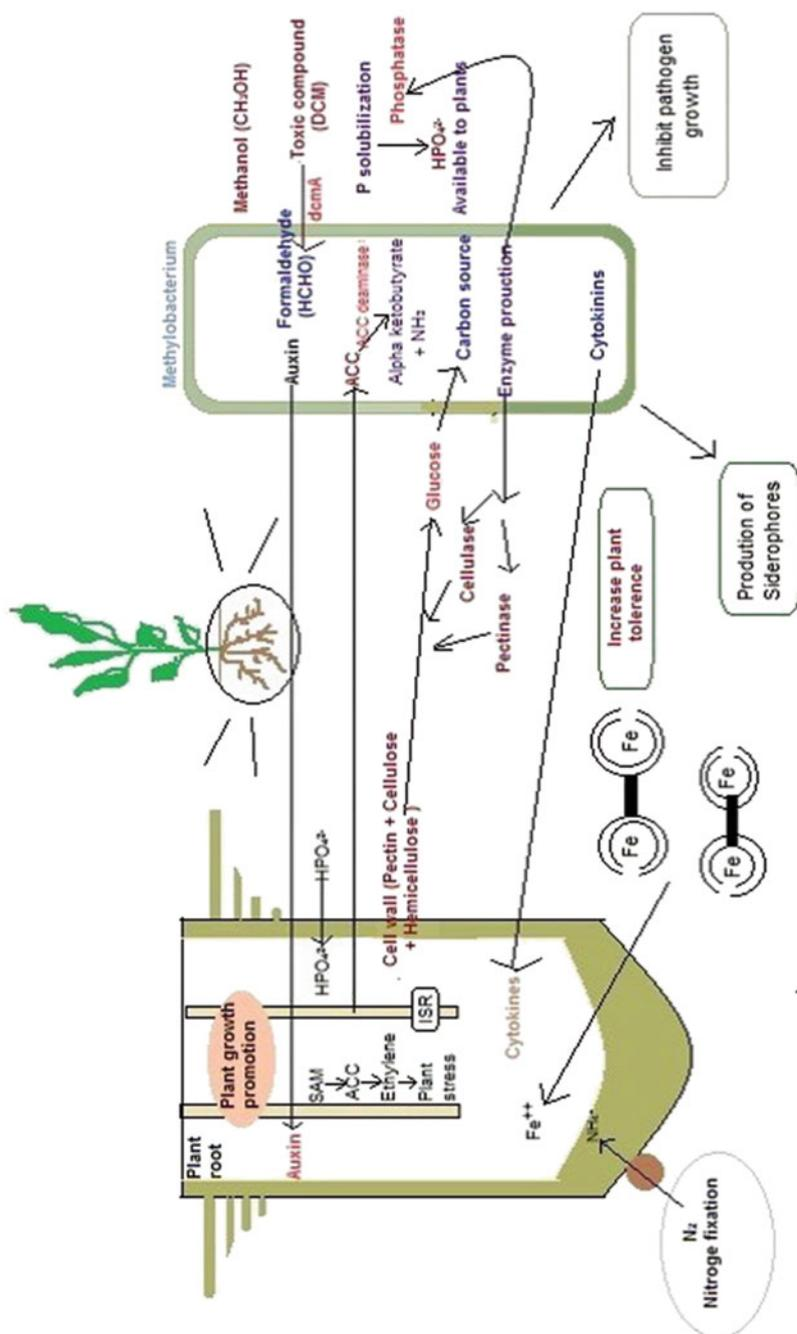 Plant
root
Plant growth
promotion
Auxin
SAM
ACC
Etnylene
Plant
stress
ISR
HPO₄²⁻
HPO₄²⁻
Cell wall (Pectin + Cellulose
+ Hemicellulose )
Cytokines
Fe⁺⁺
NH₄⁺
N₂
Nitroge fixation
Methylobacterium
Auxin
Formaldehyde
(HCHO)
Methanol (CH₃OH)
Toxic compound
(DCM)
dcmA
ACC
ACC deaminase
Alpha ketobutyrate
+ NH₃
P solubilization
HPO₄²⁻
Available to plants
Phosphatase
Glucose
Carbon source
Cellulase
Pectinase
Enzyme prouction
Cytokinins
Increase plant
tolerence
Fe
Fe
Fe
Fe
Prodution of
Siderophores
Inhibit pathogen
growth